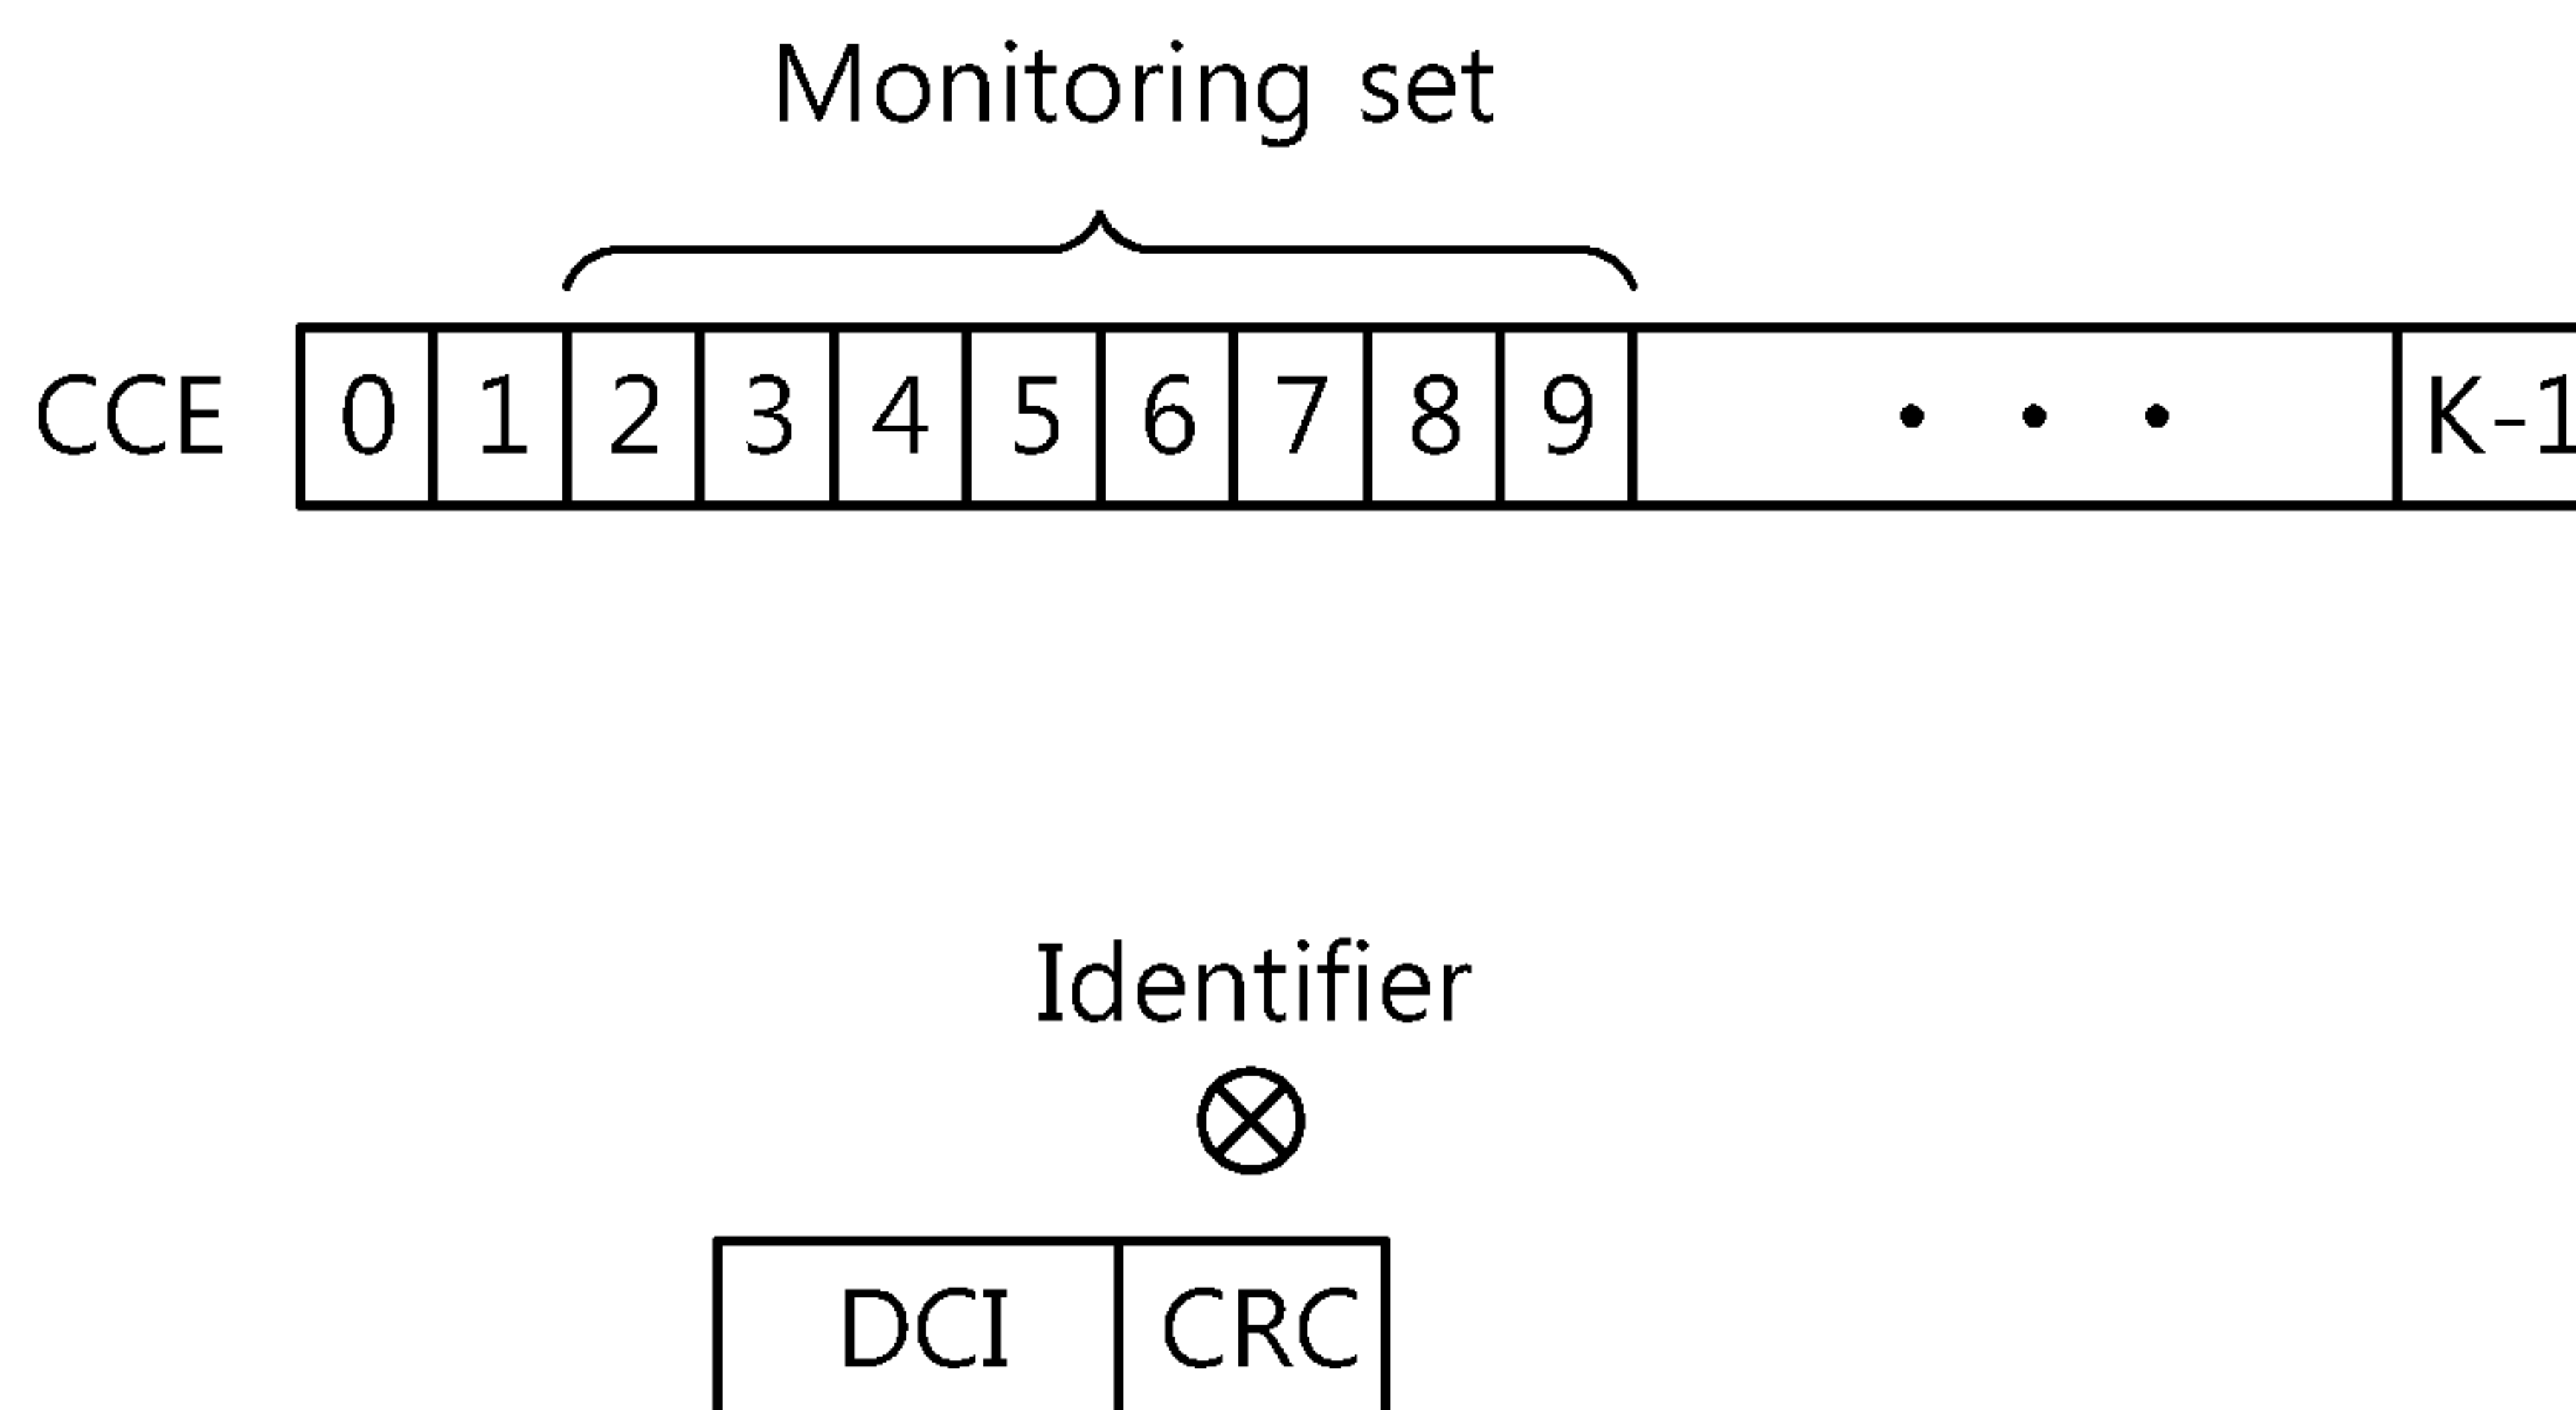 Monitoring set
CCE 0 1 2 3 4 5 6 7 8 9 • • • K-1
Identifier
DCI CRC